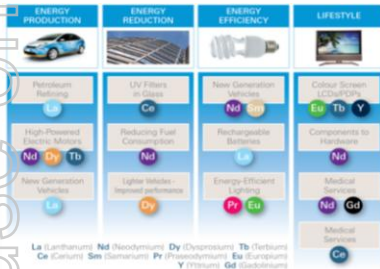 ENERGY PRODUCTION
ENERGY REDUCTION
ENERGY EFFICIENCY
LIFESTYLE
Petroleum Refining
La
UV Filters in Glass
Ce
New Generation Vehicles
Nd Sm
Colour Screen LCDs/PDPs
Eu Tb Y
High-Powered Electric Motors
Nd Dy Tb
Reducing Fuel Consumption
Nd
Rechargeable Batteries
La
Components to Hardware
Nd
New Generation Vehicles
La
Lighter Vehicles - Improved performance
Dy
Energy-Efficient Lighting
Pr Eu
Medical Services
Nd Gd
Medical Services
Ce
La (Lanthanum) Nd (Neodymium) Dy (Dysprosium) Tb (Terbium)
Ce (Cerium) Sm (Samarium) Pr (Praseodymium) Eu (Europium)
Y (Yttrium) Gd (Gadolinium)